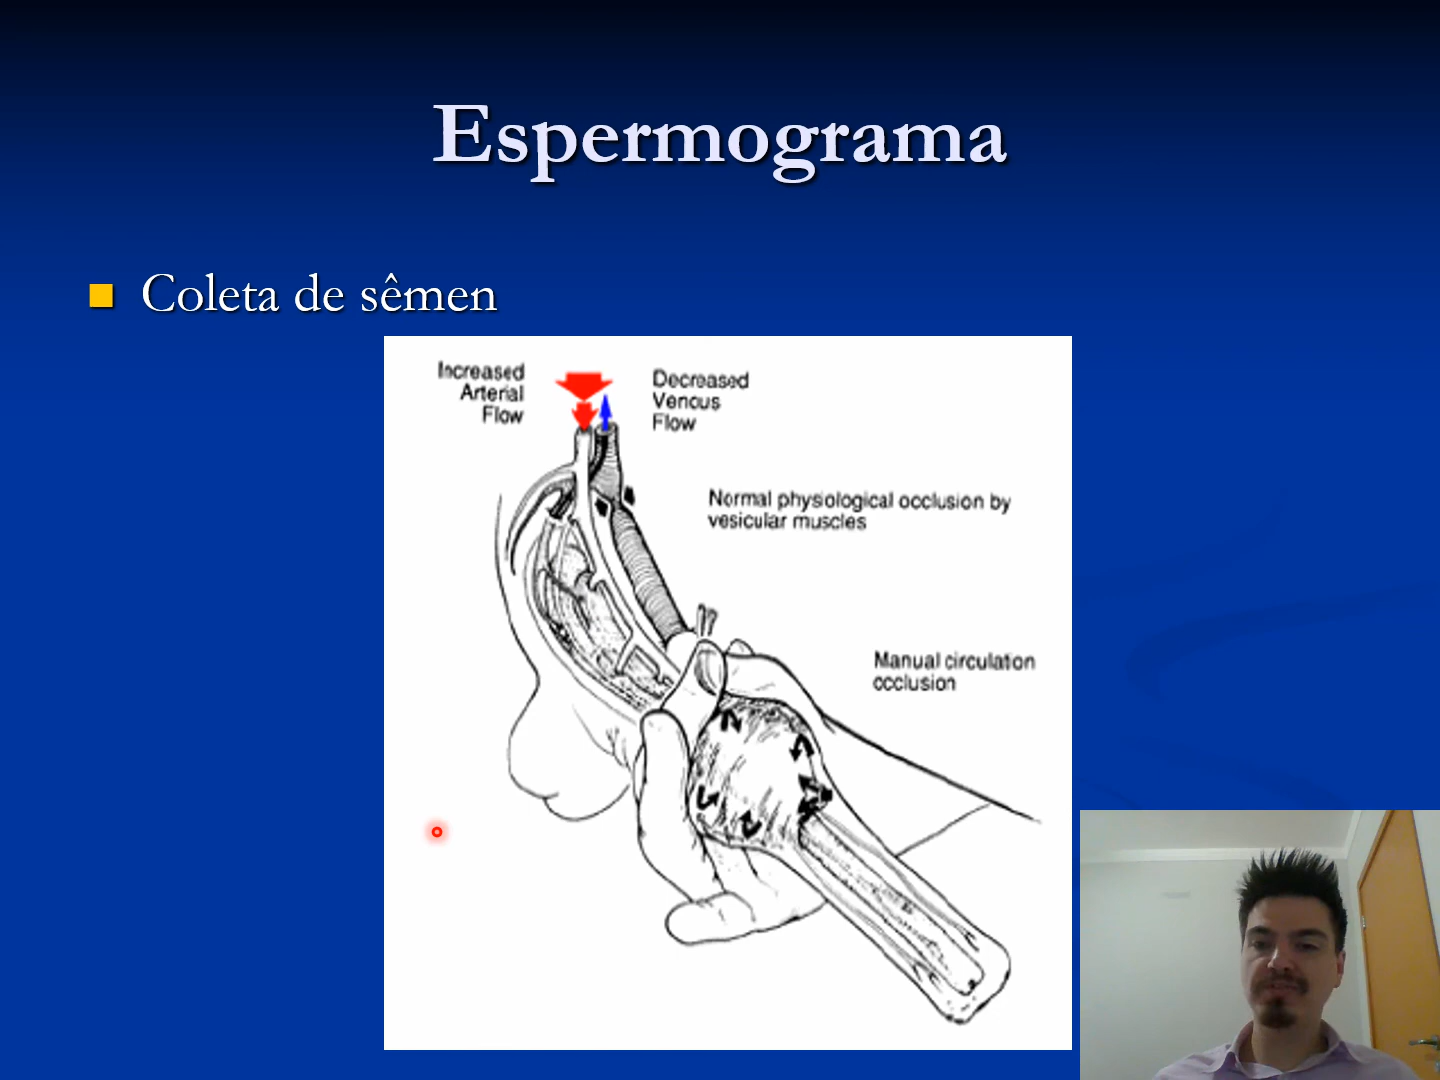 Espermograma
Coleta de sêmen
Increased
Arterial
Flow
Decreased
Venous
Flow
Normal physiological occlusion by
vesicular muscles
Manual circulation
occlusion